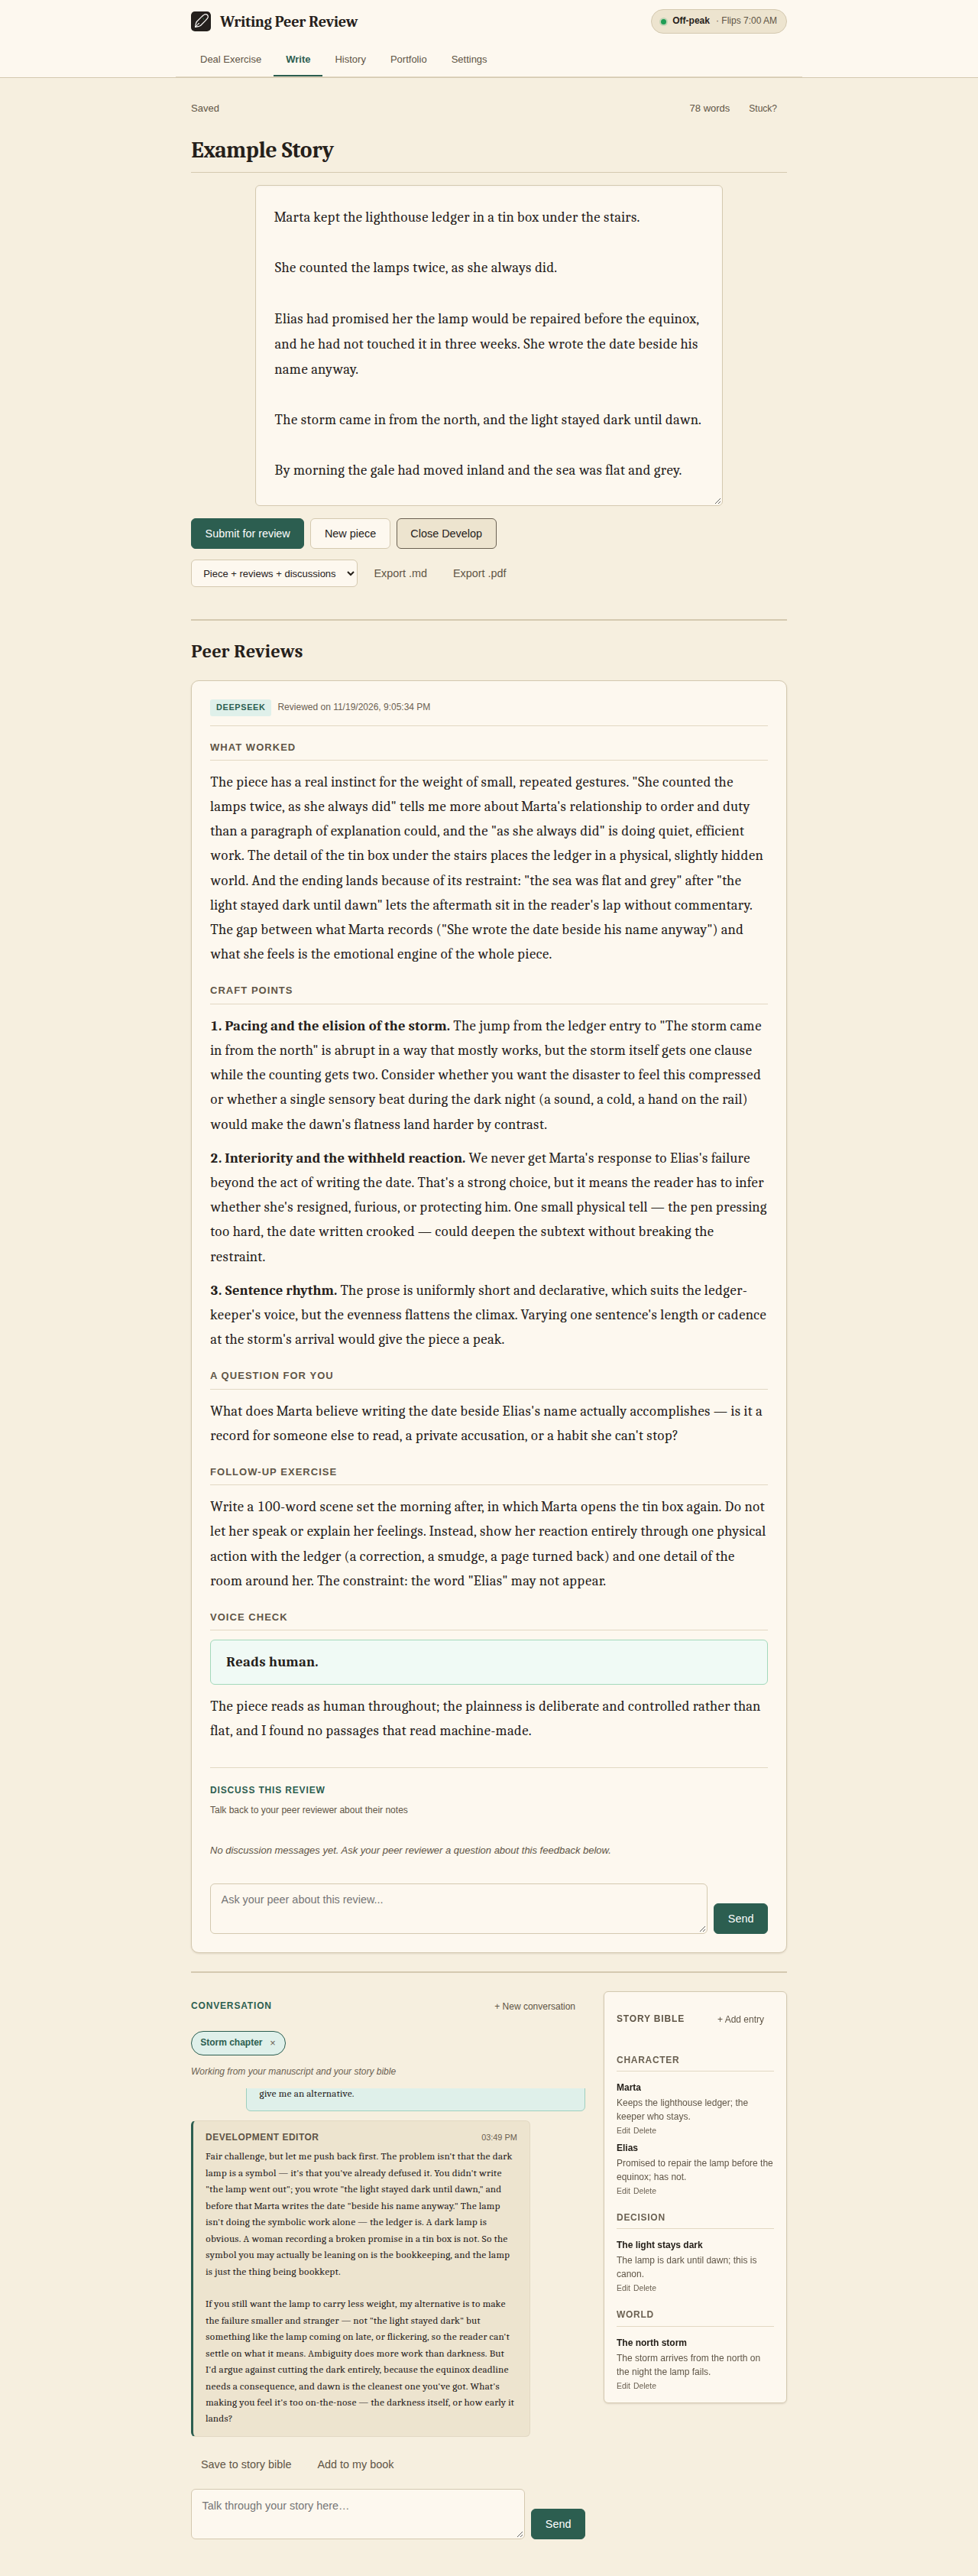 Writing Peer Review
Off-peak · Flips 7:00 AM
Deal Exercise
Write
History
Portfolio
Settings
Saved
78 words
Stuck?
Example Story
Marta kept the lighthouse ledger in a tin box under the stairs.
She counted the lamps twice, as she always did.
Elias had promised her the lamp would be repaired before the equinox,
and he had not touched it in three weeks. She wrote the date beside his
name anyway.
The storm came in from the north, and the light stayed dark until dawn.
By morning the gale had moved inland and the sea was flat and grey.
Submit for review
New piece
Close Develop
Piece + reviews + discussions
Export .md
Export .pdf
Peer Reviews
DEEPSEEK
Reviewed on 11/19/2026, 9:05:34 PM
WHAT WORKED
The piece has a real instinct for the weight of small, repeated gestures. "She counted the
lamps twice, as she always did" tells me more about Marta's relationship to order and duty
than a paragraph of explanation could, and the "as she always did" is doing quiet, efficient
work. The detail of the tin box under the stairs places the ledger in a physical, slightly hidden
world. And the ending lands because of its restraint: "the sea was flat and grey" after "the
light stayed dark until dawn" lets the aftermath sit in the reader's lap without commentary.
The gap between what Marta records ("She wrote the date beside his name anyway") and
what she feels is the emotional engine of the whole piece.
CRAFT POINTS
1. Pacing and the elision of the storm. The jump from the ledger entry to "The storm came
in from the north" is abrupt in a way that mostly works, but the storm itself gets one clause
while the counting gets two. Consider whether you want the disaster to feel this compressed
or whether a single sensory beat during the dark night (a sound, a cold, a hand on the rail)
would make the dawn's flatness land harder by contrast.
2. Interiority and the withheld reaction. We never get Marta's response to Elias's failure
beyond the act of writing the date. That's a strong choice, but it means the reader has to infer
whether she's resigned, furious, or protecting him. One small physical tell — the pen pressing
too hard, the date written crooked — could deepen the subtext without breaking the
restraint.
3. Sentence rhythm. The prose is uniformly short and declarative, which suits the ledger-
keeper's voice, but the evenness flattens the climax. Varying one sentence's length or cadence
at the storm's arrival would give the piece a peak.
A QUESTION FOR YOU
What does Marta believe writing the date beside Elias's name actually accomplishes — is it a
record for someone else to read, a private accusation, or a habit she can't stop?
FOLLOW-UP EXERCISE
Write a 100-word scene set the morning after, in which Marta opens the tin box again. Do not
let her speak or explain her feelings. Instead, show her reaction entirely through one physical
action with the ledger (a correction, a smudge, a page turned back) and one detail of the
room around her. The constraint: the word "Elias" may not appear.
VOICE CHECK
Reads human.
The piece reads as human throughout; the plainness is deliberate and controlled rather than
flat, and I found no passages that read machine-made.
DISCUSS THIS REVIEW
Talk back to your peer reviewer about their notes
No discussion messages yet. Ask your peer reviewer a question about this feedback below.
Ask your peer about this review...
Send
CONVERSATION
+ New conversation
Storm chapter ×
Working from your manuscript and your story bible
give me an alternative.
DEVELOPMENT EDITOR
03:49 PM
Fair challenge, but let me push back first. The problem isn't that the dark
lamp is a symbol — it's that you've already defused it. You didn't write
"the lamp went out"; you wrote "the light stayed dark until dawn," and
before that Marta writes the date "beside his name anyway." The lamp
isn't doing the symbolic work alone — the ledger is. A dark lamp is
obvious. A woman recording a broken promise in a tin box is not. So the
symbol you may actually be leaning on is the bookkeeping, and the lamp
is just the thing being bookkept.
If you still want the lamp to carry less weight, my alternative is to make
the failure smaller and stranger — not "the light stayed dark" but
something like the lamp coming on late, or flickering, so the reader can't
settle on what it means. Ambiguity does more work than darkness. But
I'd argue against cutting the dark entirely, because the equinox deadline
needs a consequence, and dawn is the cleanest one you've got. What's
making you feel it's too on-the-nose — the darkness itself, or how early it
lands?
Save to story bible
Add to my book
Talk through your story here…
Send
STORY BIBLE
+ Add entry
CHARACTER
Marta
Keeps the lighthouse ledger; the
keeper who stays.
Edit Delete
Elias
Promised to repair the lamp before the
equinox; has not.
Edit Delete
DECISION
The light stays dark
The lamp is dark until dawn; this is
canon.
Edit Delete
WORLD
The north storm
The storm arrives from the north on
the night the lamp fails.
Edit Delete